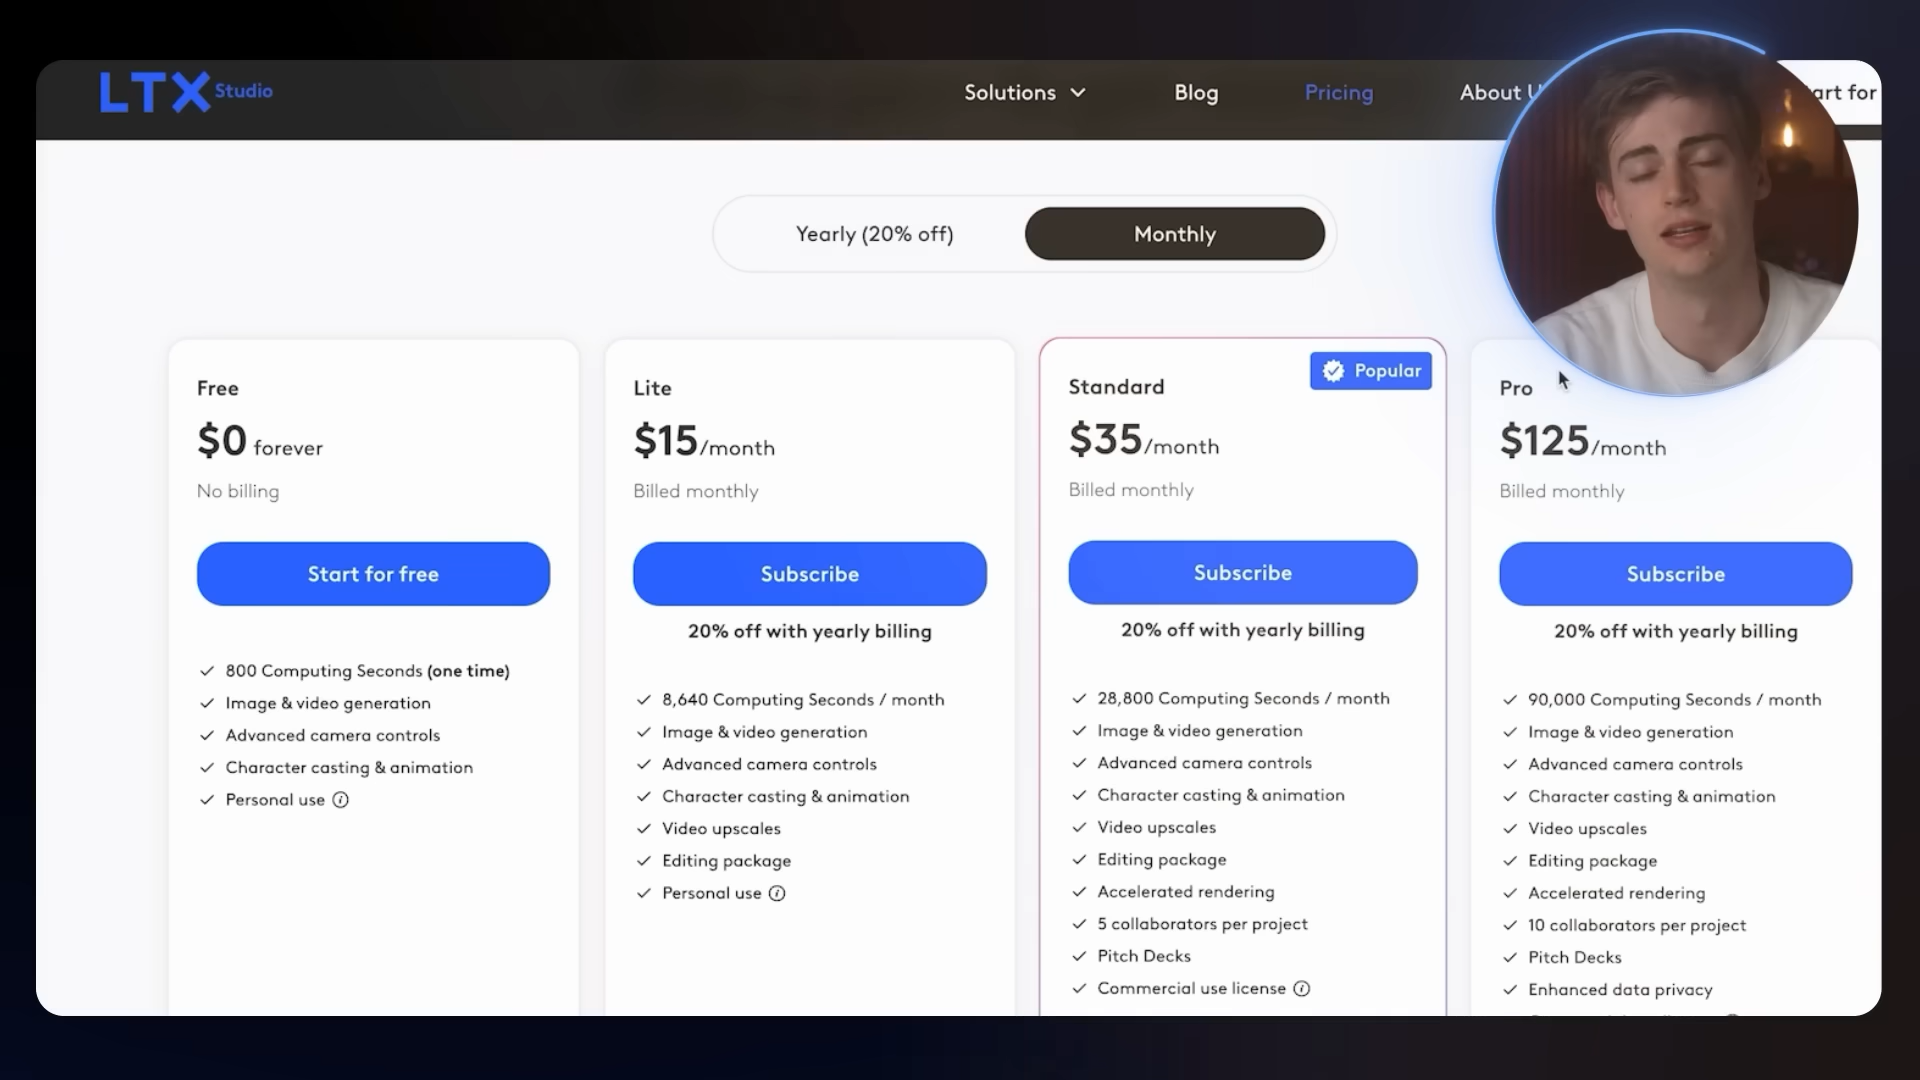 LTX Studio
Solutions
Blog
Pricing
About
art for
Yearly (20% off)
Monthly
Free
$0 forever
No billing
Start for free
800 Computing Seconds (one time)
Image & video generation
Advanced camera controls
Character casting & animation
Personal use
Lite
$15/month
Billed monthly
Subscribe
20% off with yearly billing
8,640 Computing Seconds / month
Image & video generation
Advanced camera controls
Character casting & animation
Video upscales
Editing package
Personal use
Standard
Popular
$35/month
Billed monthly
Subscribe
20% off with yearly billing
28,800 Computing Seconds / month
Image & video generation
Advanced camera controls
Character casting & animation
Video upscales
Editing package
Accelerated rendering
5 collaborators per project
Pitch Decks
Commercial use license
Pro
$125/month
Billed monthly
Subscribe
20% off with yearly billing
90,000 Computing Seconds / month
Image & video generation
Advanced camera controls
Character casting & animation
Video upscales
Editing package
Accelerated rendering
10 collaborators per project
Pitch Decks
Enhanced data privacy